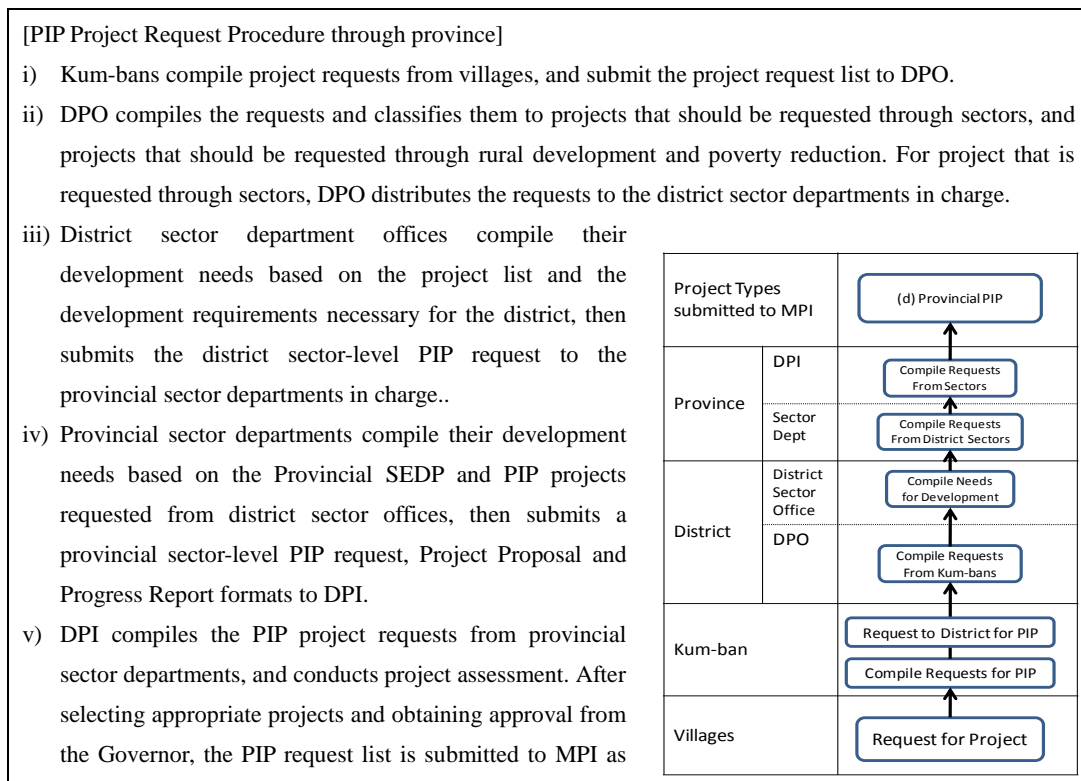 [PIP Project Request Procedure through province]
i) Kum-bans compile project requests from villages, and submit the project request list to DPO.
ii) DPO compiles the requests and classifies them to projects that should be requested through sectors, and
projects that should be requested through rural development and poverty reduction. For project that is
requested through sectors, DPO distributes the requests to the district sector departments in charge.
iii) District sector department offices compile their
development needs based on the project list and the
development requirements necessary for the district, then
submits the district sector-level PIP request to the
provincial sector departments in charge..
iv) Provincial sector departments compile their development
needs based on the Provincial SEDP and PIP projects
requested from district sector offices, then submits a
provincial sector-level PIP request, Project Proposal and
Progress Report formats to DPI.
v) DPI compiles the PIP project requests from provincial
sector departments, and conducts project assessment. After
selecting appropriate projects and obtaining approval from
the Governor, the PIP request list is submitted to MPI as
Project Types
submitted to MPI
(d) Provincial PIP
Province
DPI
Compile Requests
From Sectors
Sector
Dept
Compile Requests
From District Sectors
District
District
Sector
Office
Compile Needs
for Development
DPO
Compile Requests
From Kum-bans
Kum-ban
Request to District for PIP
Compile Requests for PIP
Villages
Request for Project